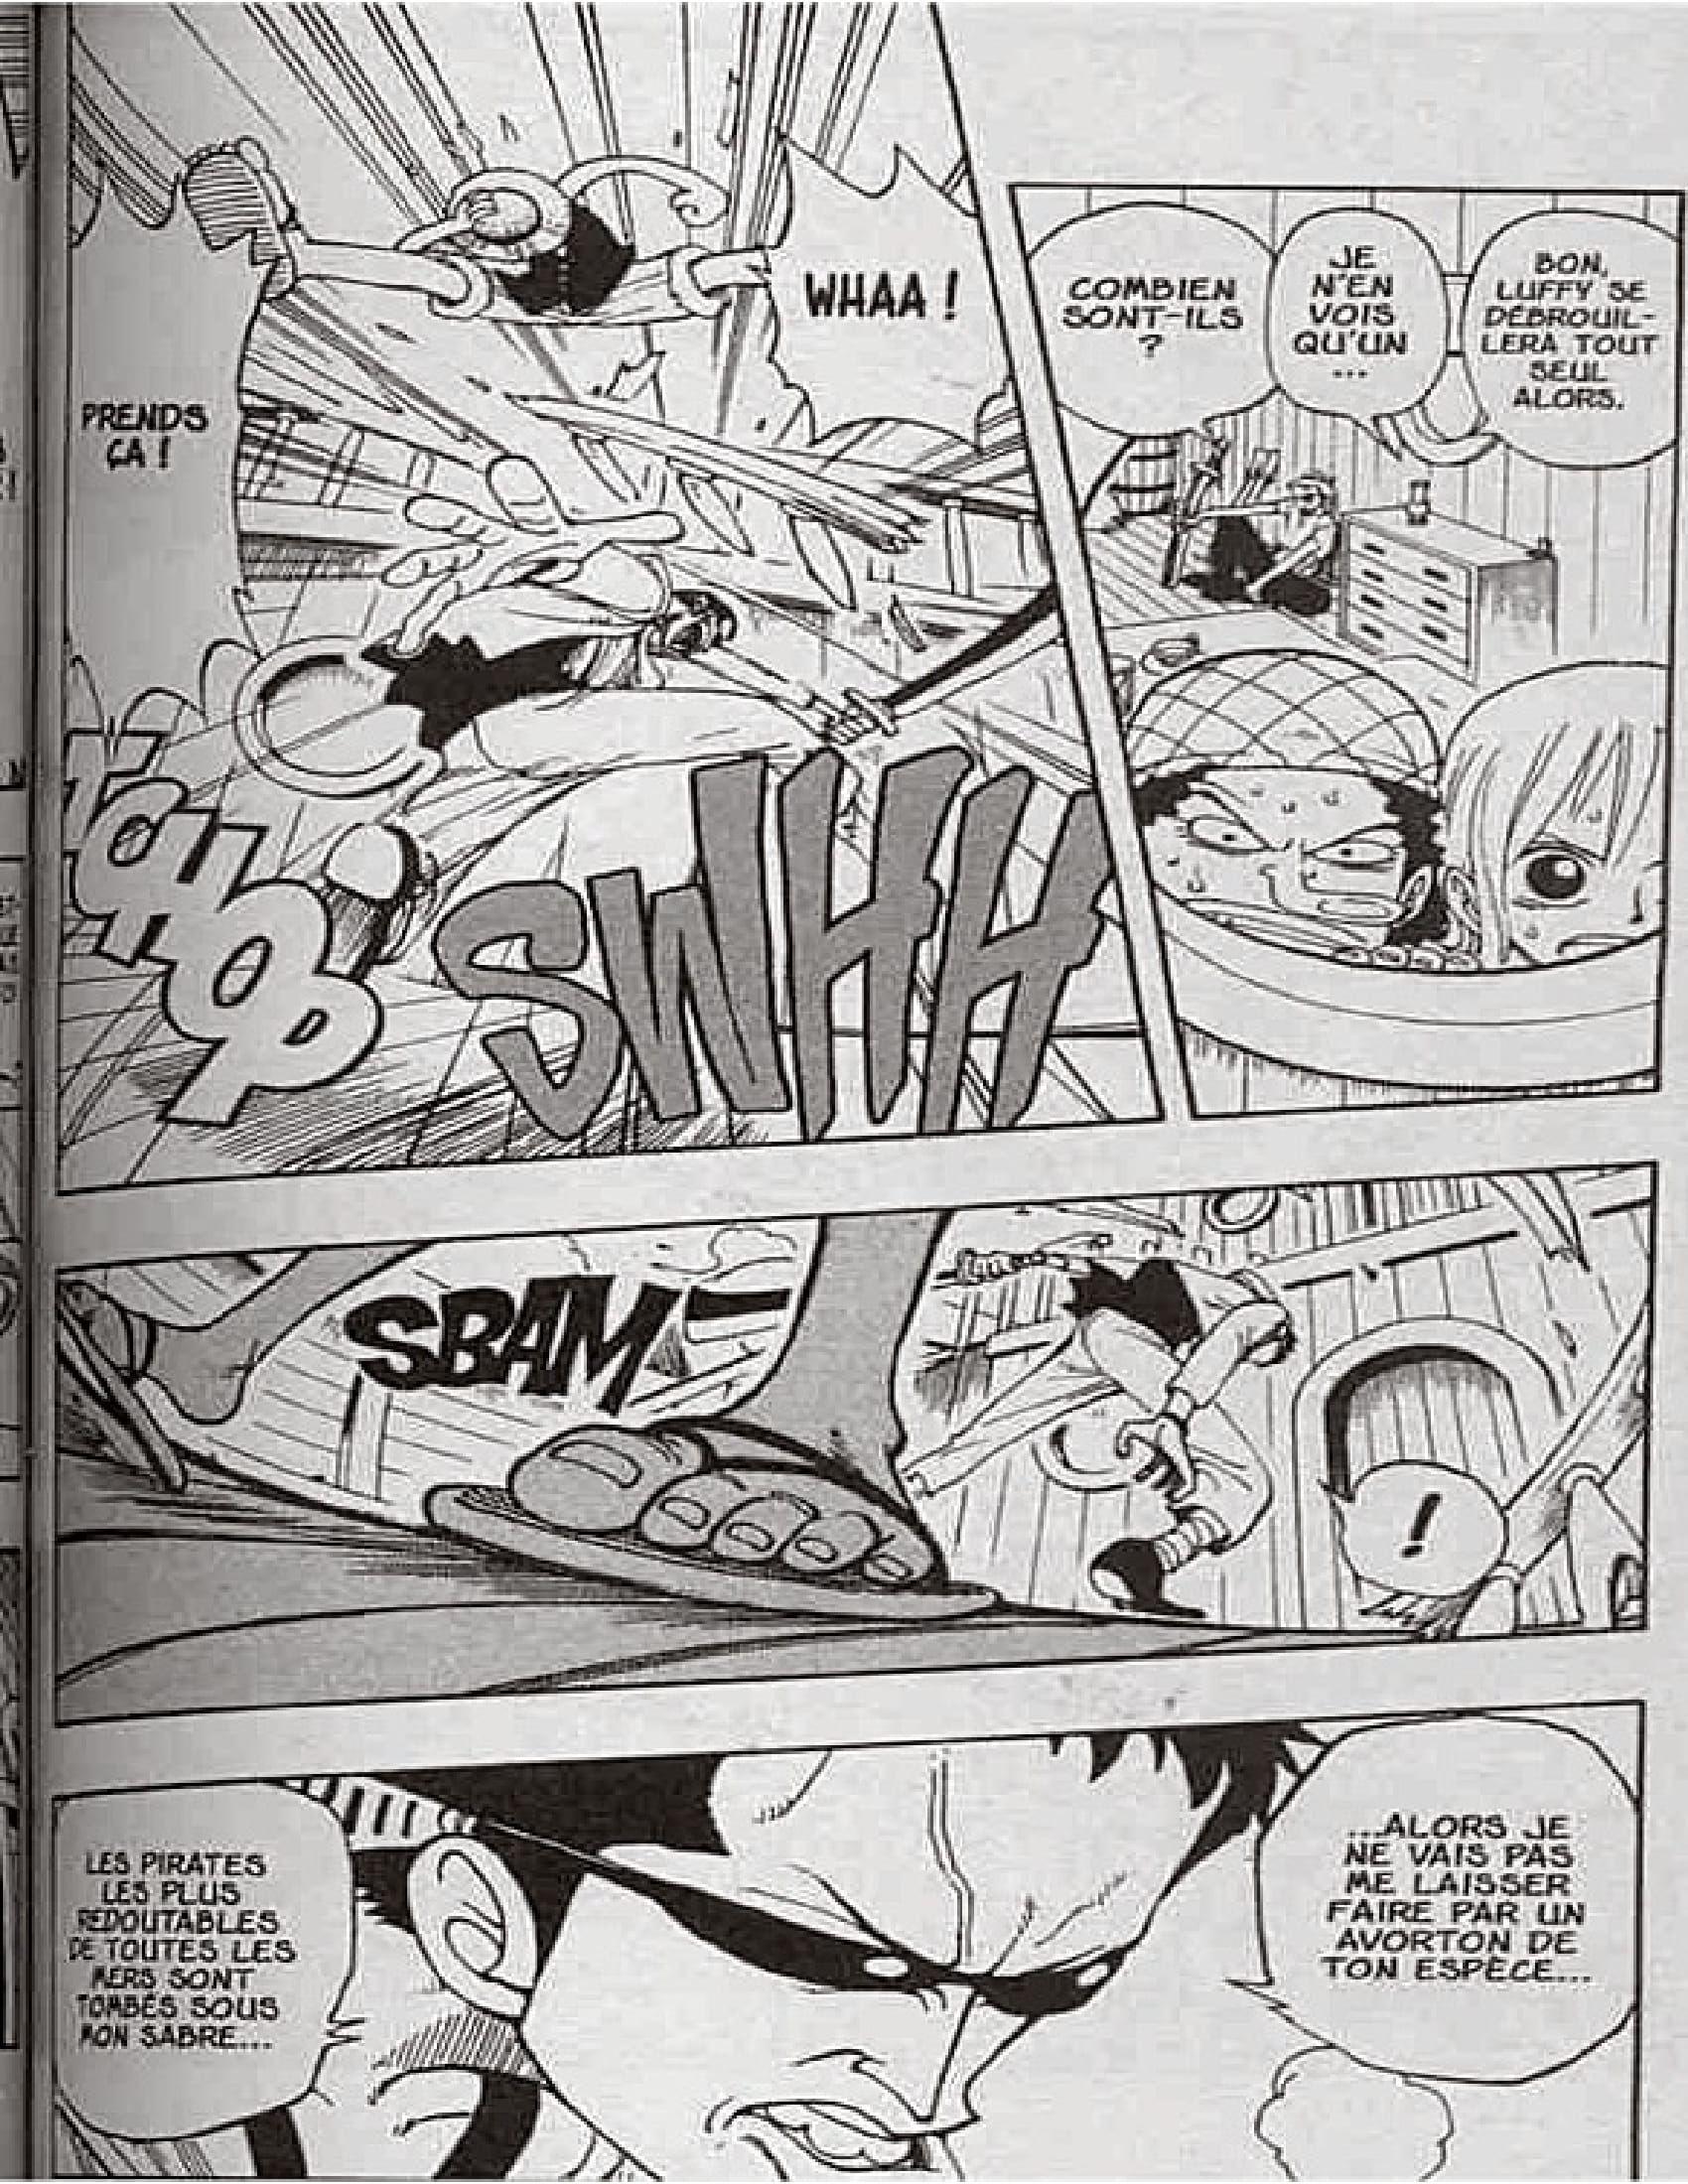 PRENDS
ÇA !
WHAA !
TCHOP
SWHH
COMBIEN
SONT-ILS
?
JE
N'EN
VOIS
QU'UN
...
BON,
LUFFY SE
DÉBROUIL-
LERA TOUT
SEUL
ALORS.
SBAM
!
LES PIRATES
LES PLUS
REDOUTABLES
DE TOUTES LES
MERS SONT
TOMBÉS SOUS
MON SABRE...
...ALORS JE
NE VAIS PAS
ME LAISSER
FAIRE PAR UN
AVORTON DE
TON ESPÈCE...